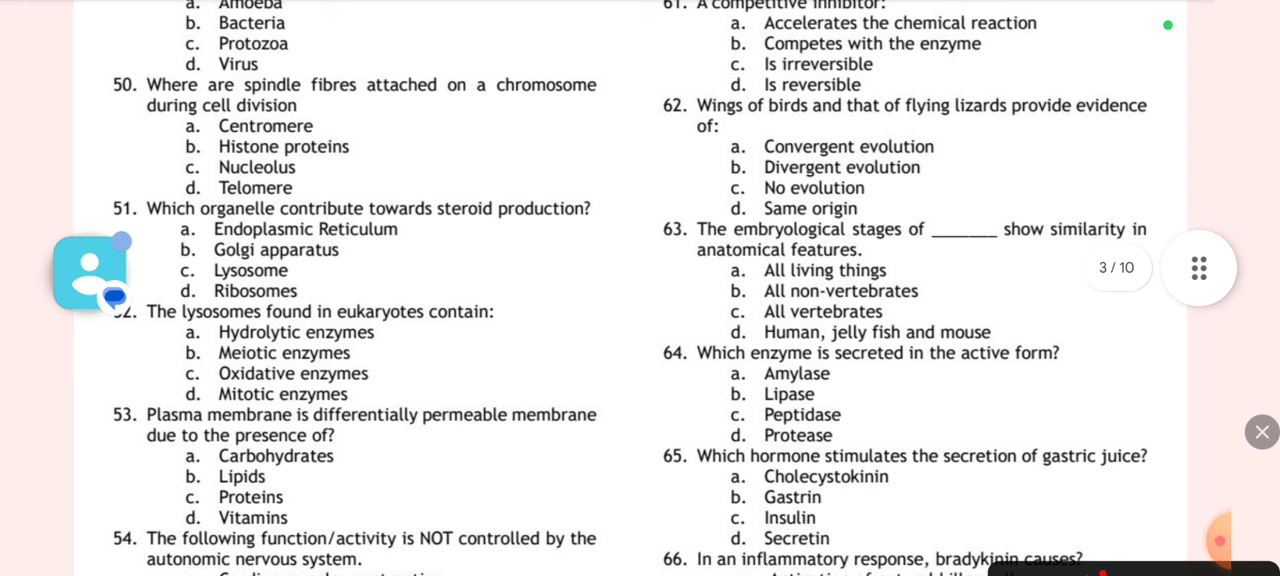 a. Amoeba
b. Bacteria
c. Protozoa
d. Virus
50. Where are spindle fibres attached on a chromosome
during cell division
a. Centromere
b. Histone proteins
c. Nucleolus
d. Telomere
51. Which organelle contribute towards steroid production?
a. Endoplasmic Reticulum
b. Golgi apparatus
c. Lysosome
d. Ribosomes
52. The lysosomes found in eukaryotes contain:
a. Hydrolytic enzymes
b. Meiotic enzymes
c. Oxidative enzymes
d. Mitotic enzymes
53. Plasma membrane is differentially permeable membrane
due to the presence of?
a. Carbohydrates
b. Lipids
c. Proteins
d. Vitamins
54. The following function/activity is NOT controlled by the
autonomic nervous system.
61. A competitive inhibitor:
a. Accelerates the chemical reaction
b. Competes with the enzyme
c. Is irreversible
d. Is reversible
62. Wings of birds and that of flying lizards provide evidence
of:
a. Convergent evolution
b. Divergent evolution
c. No evolution
d. Same origin
63. The embryological stages of _______ show similarity in
anatomical features.
a. All living things
b. All non-vertebrates
c. All vertebrates
d. Human, jelly fish and mouse
64. Which enzyme is secreted in the active form?
a. Amylase
b. Lipase
c. Peptidase
d. Protease
65. Which hormone stimulates the secretion of gastric juice?
a. Cholecystokinin
b. Gastrin
c. Insulin
d. Secretin
66. In an inflammatory response, bradykinin causes?
3 / 10